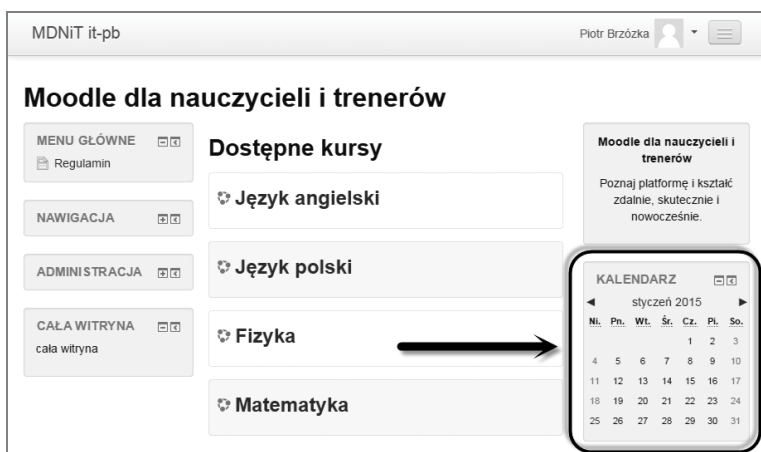 MDNiT it-pb
Piotr Brzózka
Moodle dla nauczycieli i trenerów
MENU GŁÓWNE
Regulamin
NAWIGACJA
ADMINISTRACJA
CAŁA WITRYNA
cała witryna
Dostępne kursy
Język angielski
Język polski
Fizyka
Matematyka
Moodle dla nauczycieli i
trenerów
Poznaj platformę i kształć
zdalnie, skutecznie i
nowocześnie.
KALENDARZ
styczeń 2015
Ni. Pn. Wt. Śr. Cz. Pi. So.
1 2 3
4 5 6 7 8 9 10
11 12 13 14 15 16 17
18 19 20 21 22 23 24
25 26 27 28 29 30 31